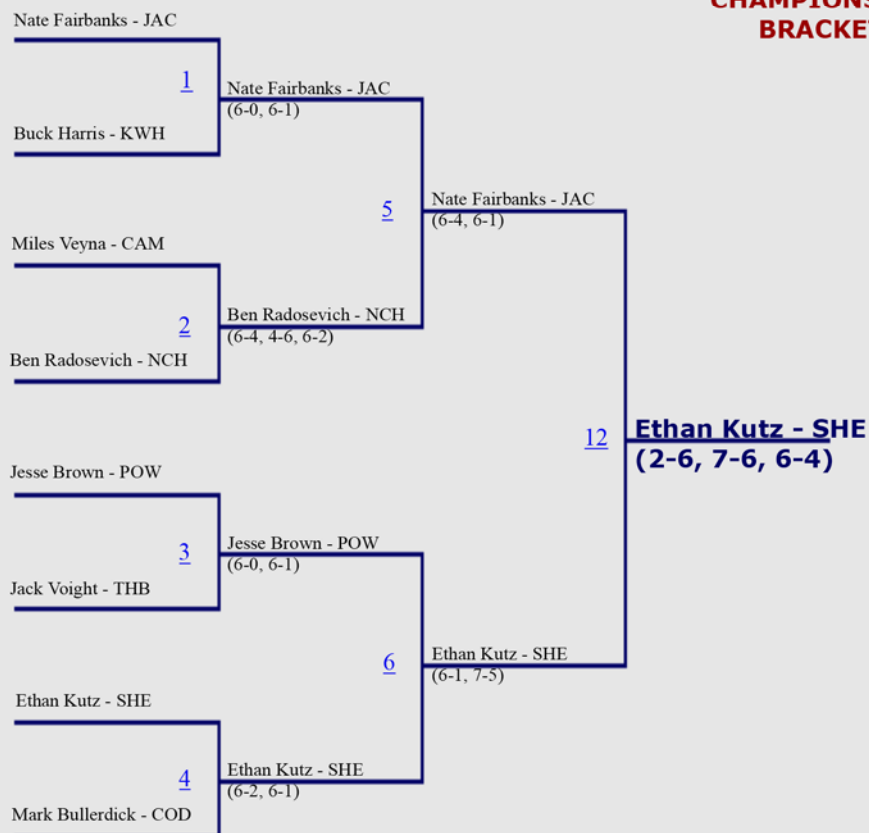 CHAMPIONS
BRACKE
Nate Fairbanks - JAC
1
Nate Fairbanks - JAC
(6-0, 6-1)
Buck Harris - KWH
5
Nate Fairbanks - JAC
(6-4, 6-1)
Miles Veyna - CAM
2
Ben Radosevich - NCH
(6-4, 4-6, 6-2)
Ben Radosevich - NCH
12
Ethan Kutz - SHE
(2-6, 7-6, 6-4)
Jesse Brown - POW
3
Jesse Brown - POW
(6-0, 6-1)
Jack Voight - THB
6
Ethan Kutz - SHE
(6-1, 7-5)
Ethan Kutz - SHE
4
Ethan Kutz - SHE
(6-2, 6-1)
Mark Bullerdick - COD